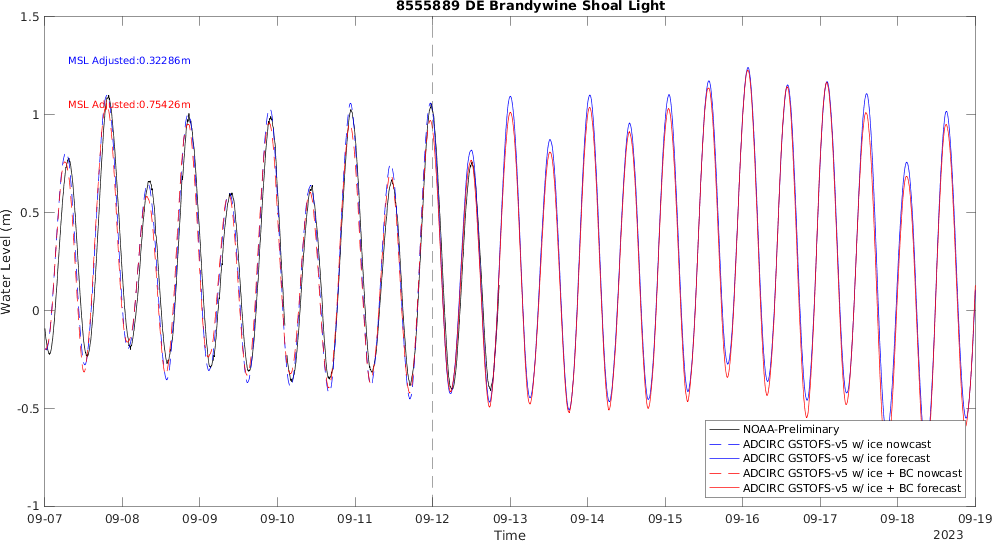 8555889 DE Brandywine Shoal Light
1.5
1
0.5
0
-0.5
-1
Water Level (m)
MSL Adjusted:0.32286m
MSL Adjusted:0.75426m
NOAA-Preliminary
ADCIRC GSTOFS-v5 w/ ice nowcast
ADCIRC GSTOFS-v5 w/ ice forecast
ADCIRC GSTOFS-v5 w/ ice + BC nowcast
ADCIRC GSTOFS-v5 w/ ice + BC forecast
09-07 09-08 09-09 09-10 09-11 09-12 09-13 09-14 09-15 09-16 09-17 09-18 09-19
Time
2023